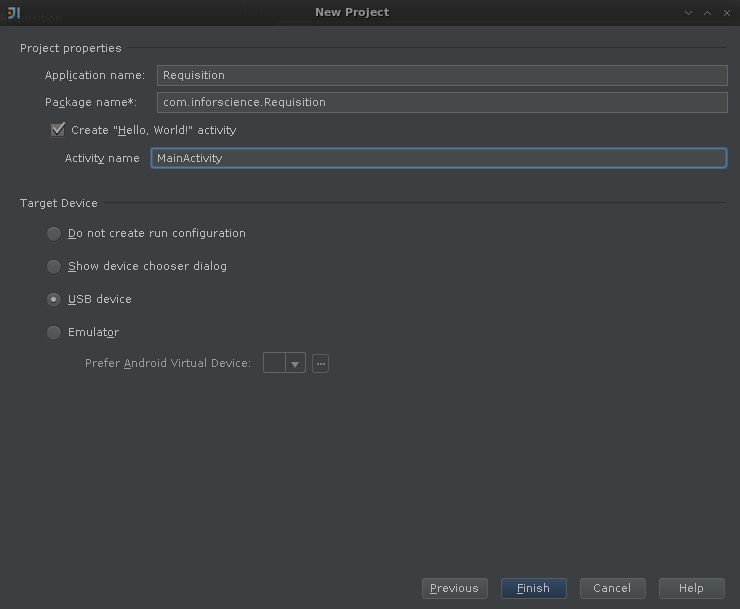 New Project
Project properties
Application name: Requisition
Package name*: com.inforscience.Requisition
Create "Hello, World!" activity
Activity name MainActivity
Target Device
Do not create run configuration
Show device chooser dialog
USB device
Emulator
Prefer Android Virtual Device: ...
Previous Finish Cancel Help